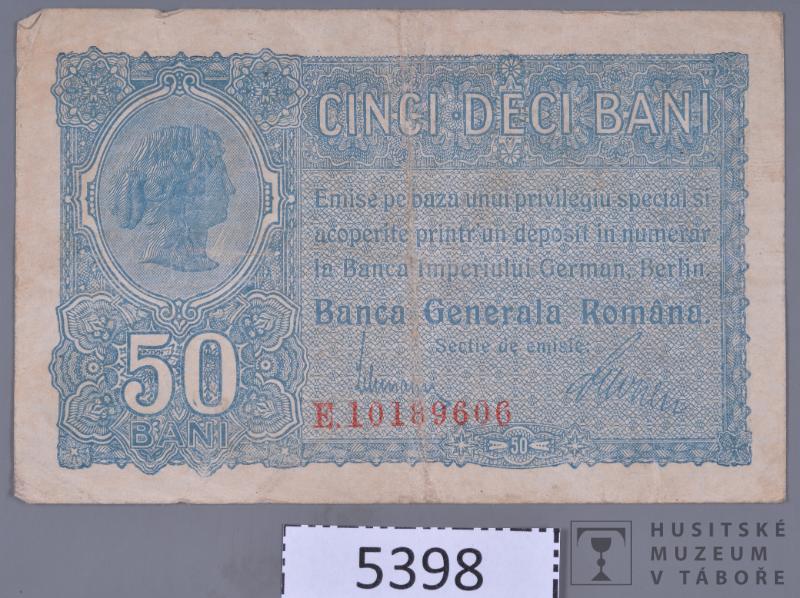 CINCI DECI BANI
Emise pe baza unui privilegiu special si
acoperite printr'un deposit in numerar
la Banca Imperiului German, Berlin.
Banca Generala Română.
Sectie de emisie.
E.10189606
50
BANI
50
5398
HUSITSKÉ
MUZEUM
V TÁBOŘE